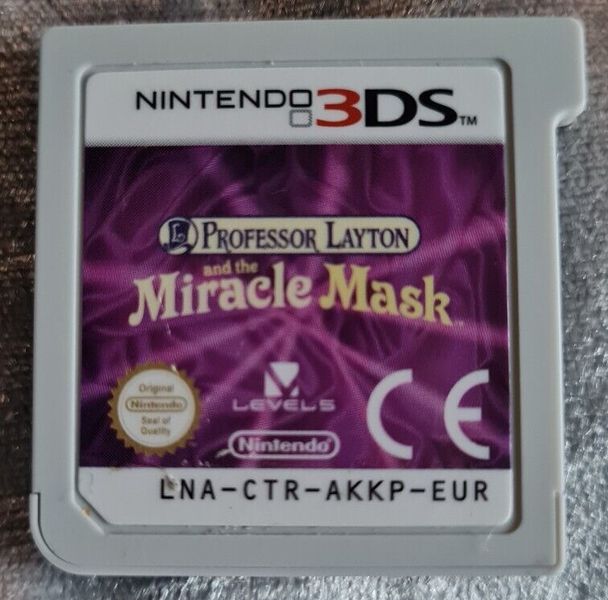 NINTENDO 3DS™
PROFESSOR LAYTON
and the
Miracle Mask
Original
Nintendo
Seal of
Quality
LEVEL5
Nintendo
CE
LNA-CTR-AKKP-EUR